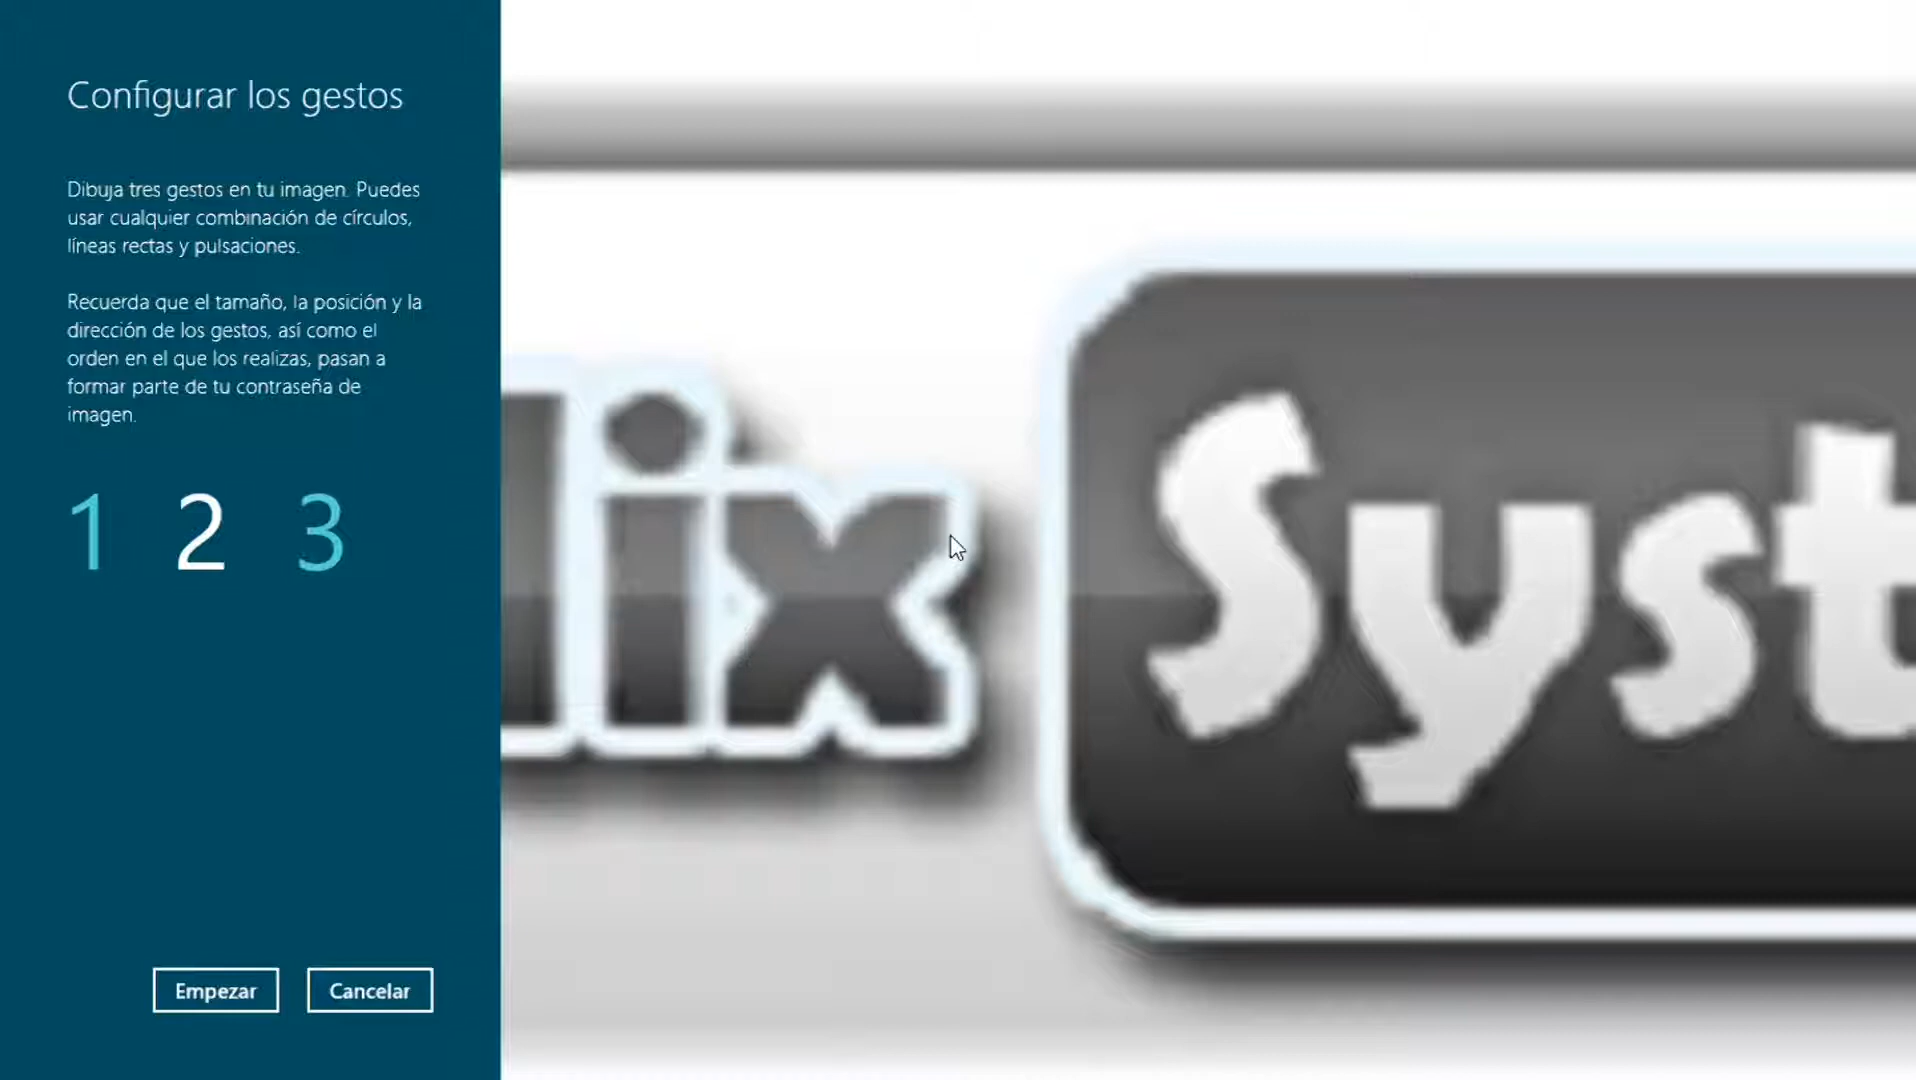 Configurar los gestos
Dibuja tres gestos en tu imagen. Puedes
usar cualquier combinación de círculos,
líneas rectas y pulsaciones.
Recuerda que el tamaño, la posición y la
dirección de los gestos, así como el
orden en el que los realizas, pasan a
formar parte de tu contraseña de
imagen.
1 2 3
Empezar Cancelar
lix Syst